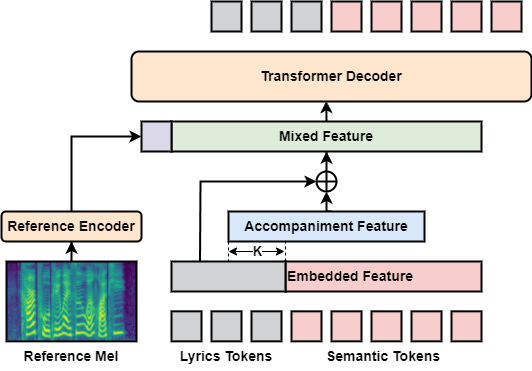 Transformer Decoder
Mixed Feature
Reference Encoder
Accompaniment Feature
K
Embedded Feature
Reference Mel
Lyrics Tokens
Semantic Tokens